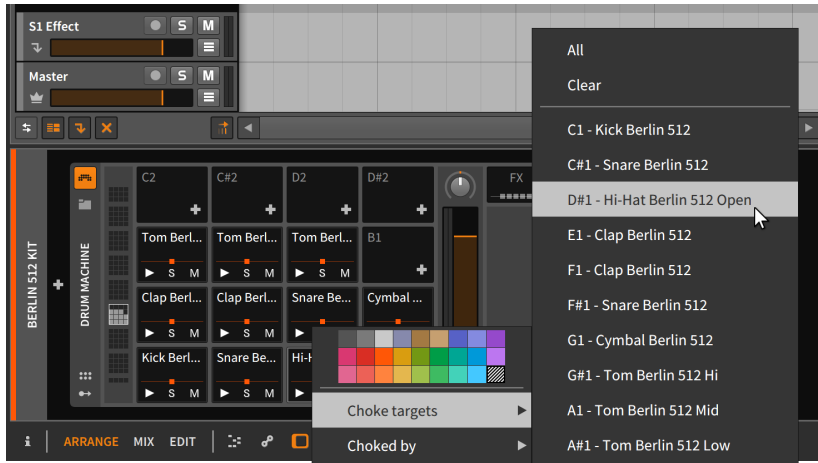 S1 Effect
S M
Master
S M
C2 C#2 D2 D#2 FX
Tom Berl... Tom Berl... Tom Berl... B1
S M S M S M
Clap Berl... Clap Berl... Snare Be... Cymbal ...
S M S M
Kick Berl... Snare Be... Hi-H
S M S M
BERLIN 512 KIT
DRUM MACHINE
Choke targets
Choked by
All
Clear
C1 - Kick Berlin 512
C#1 - Snare Berlin 512
D#1 - Hi-Hat Berlin 512 Open
E1 - Clap Berlin 512
F1 - Clap Berlin 512
F#1 - Snare Berlin 512
G1 - Cymbal Berlin 512
G#1 - Tom Berlin 512 Hi
A1 - Tom Berlin 512 Mid
A#1 - Tom Berlin 512 Low
i ARRANGE MIX EDIT